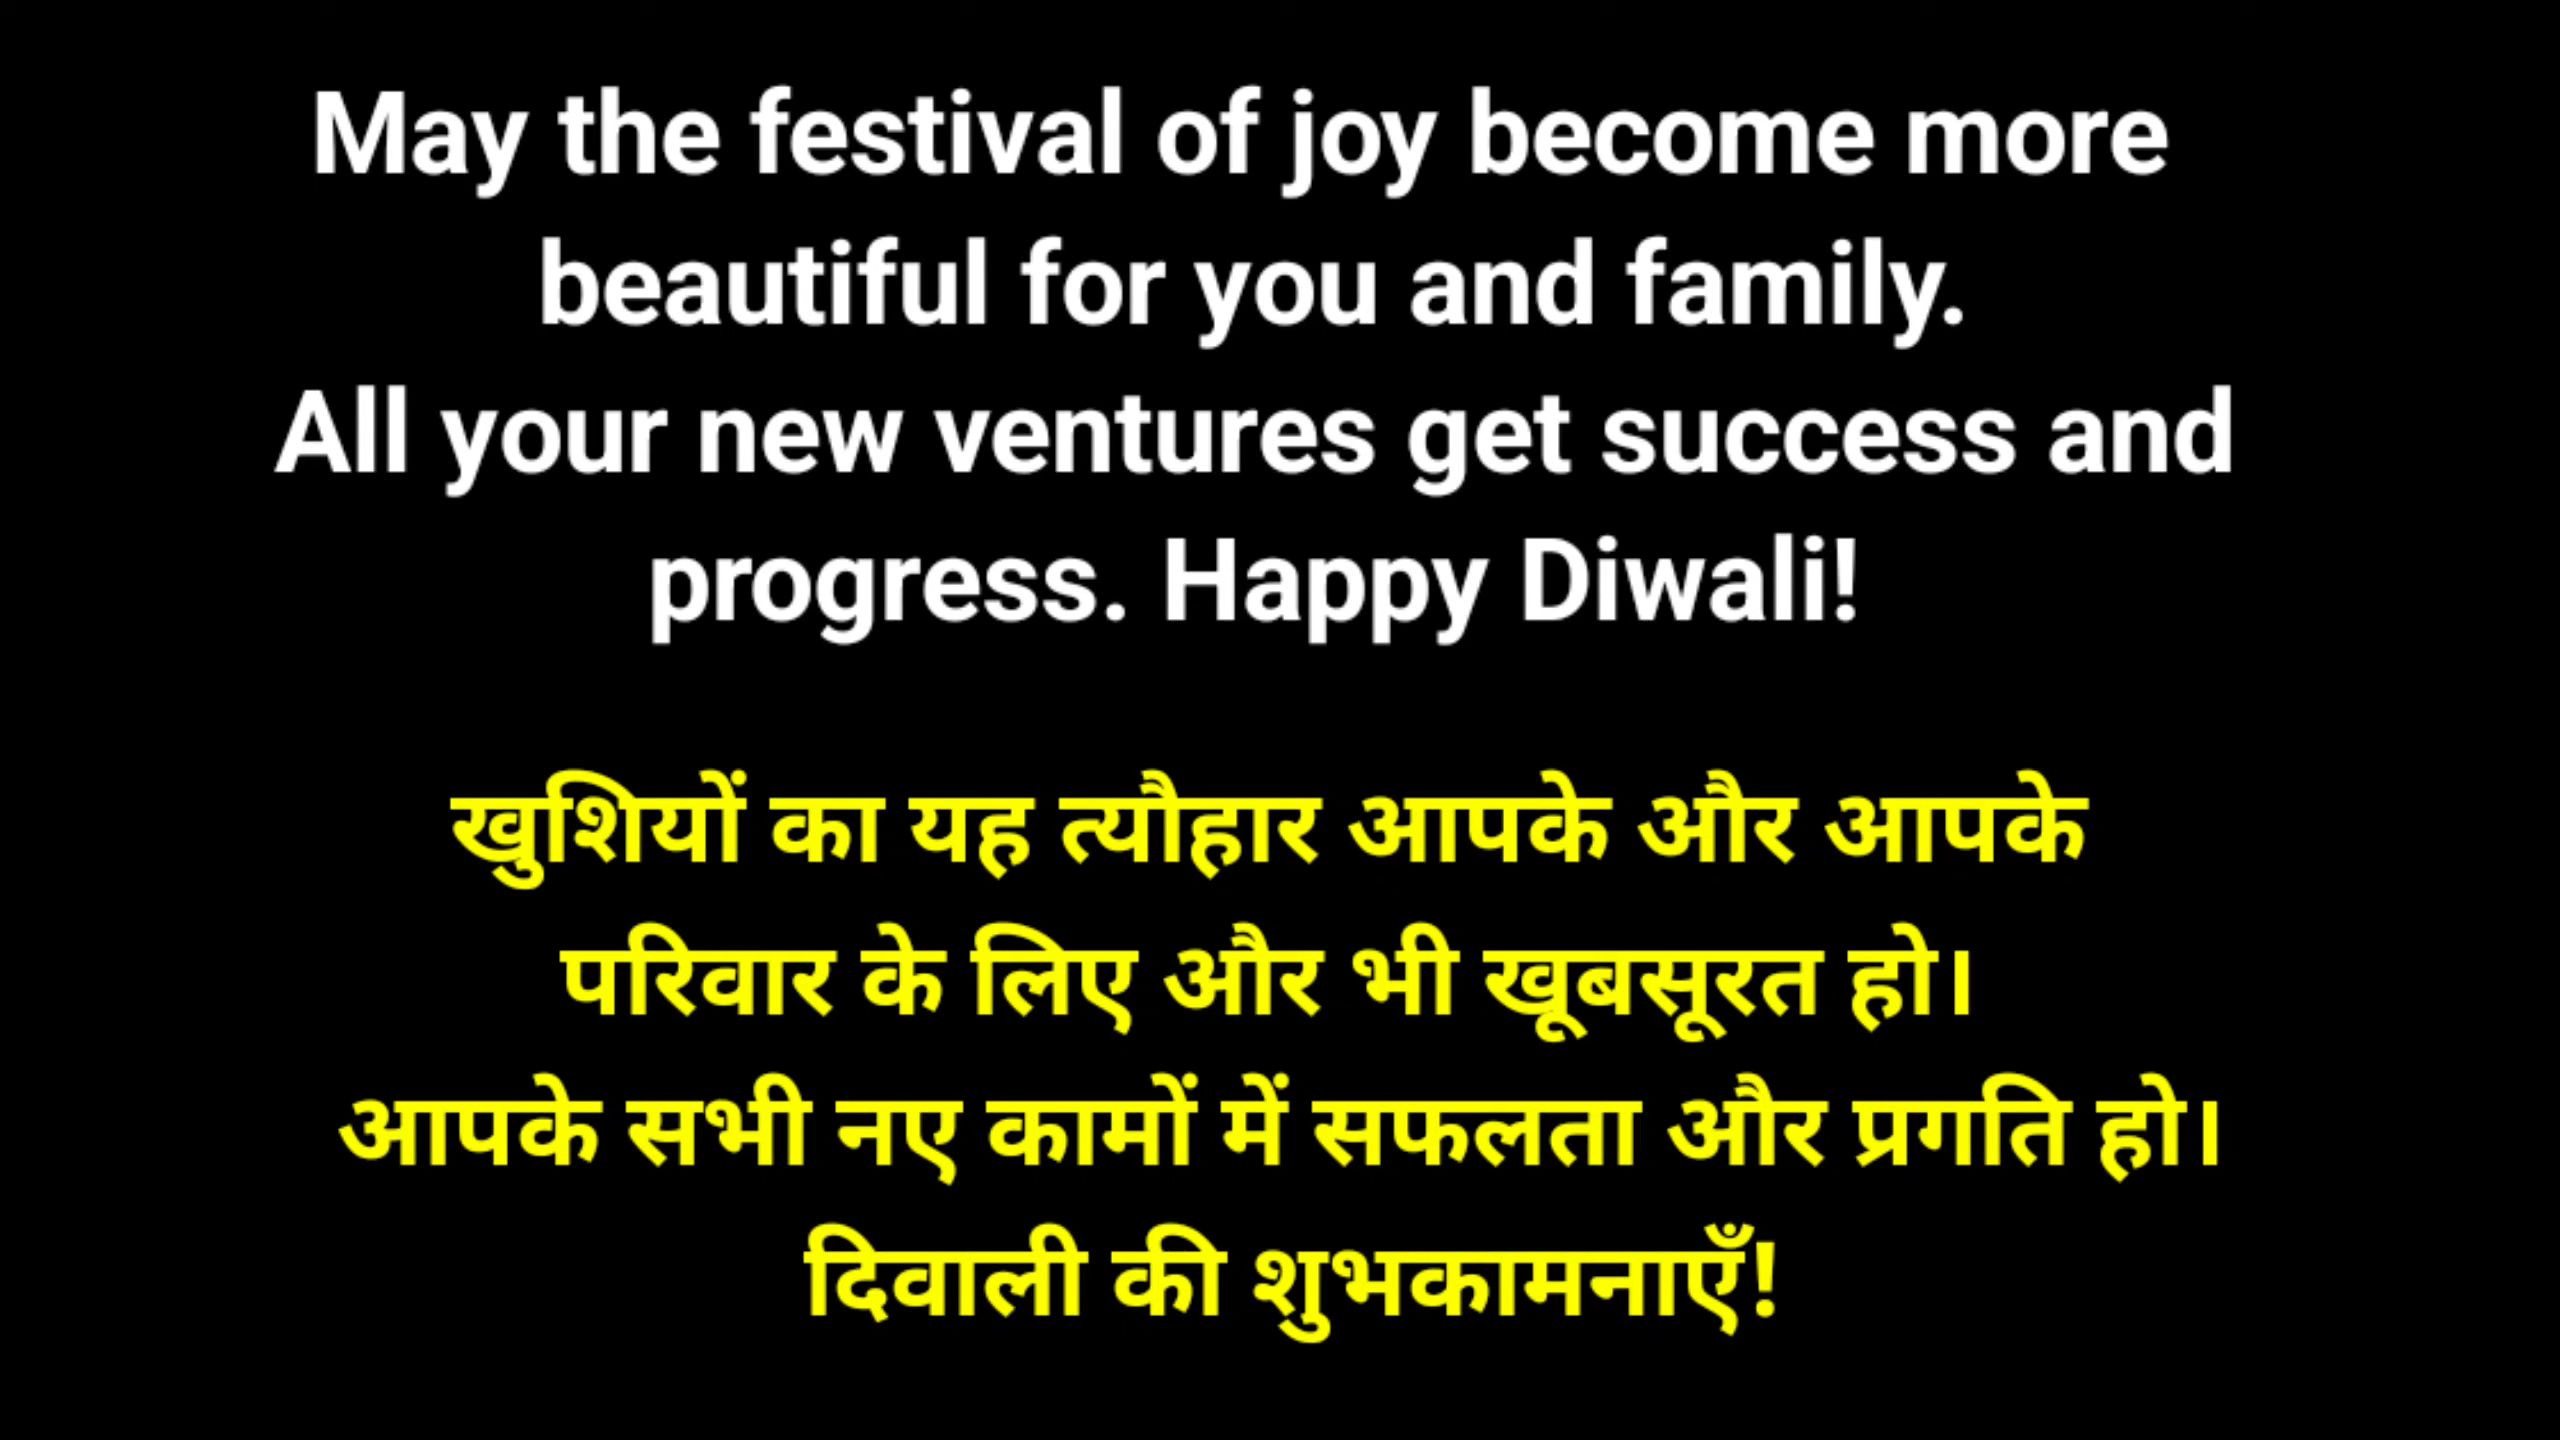 May the festival of joy become more
beautiful for you and family.
All your new ventures get success and
progress. Happy Diwali!
खुशियों का यह त्यौहार आपके और आपके
परिवार के लिए और भी खूबसूरत हो।
आपके सभी नए कामों में सफलता और प्रगति हो।
दिवाली की शुभकामनाएँ!